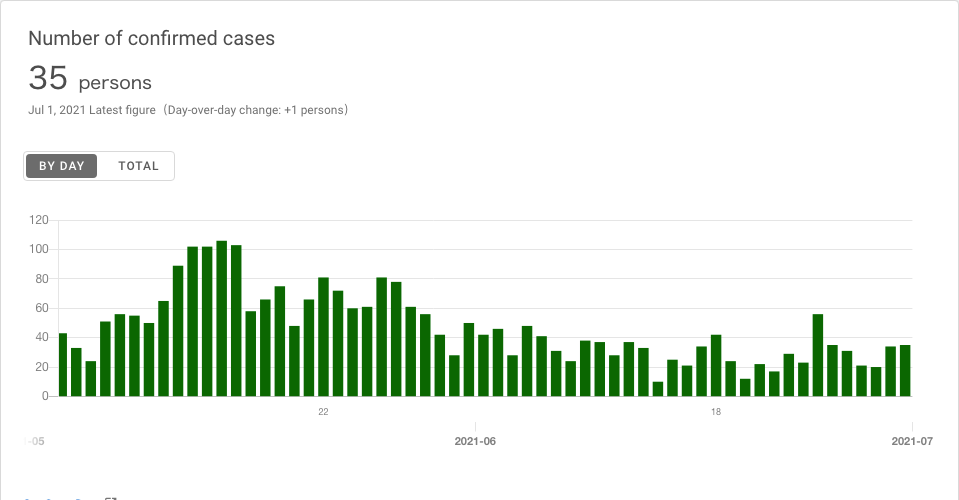 Number of confirmed cases
35 persons
Jul 1, 2021 Latest figure（Day-over-day change: +1 persons）
BY DAY TOTAL
120
100
80
60
40
20
0
22 18
-05 2021-06 2021-07